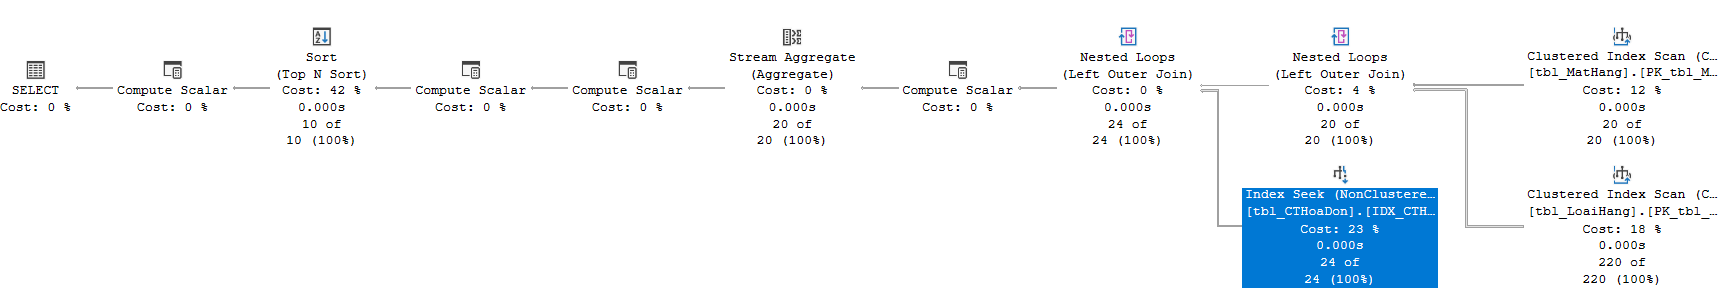 SELECT
Cost: 0 %
Compute Scalar
Cost: 0 %
Sort
(Top N Sort)
Cost: 42 %
0.000s
10 of
10 (100%)
Compute Scalar
Cost: 0 %
Compute Scalar
Cost: 0 %
Stream Aggregate
(Aggregate)
Cost: 0 %
0.000s
20 of
20 (100%)
Compute Scalar
Cost: 0 %
Nested Loops
(Left Outer Join)
Cost: 0 %
0.000s
24 of
24 (100%)
Nested Loops
(Left Outer Join)
Cost: 4 %
0.000s
20 of
20 (100%)
Clustered Index Scan (C…
[tbl_MatHang].[PK_tbl_M…
Cost: 12 %
0.000s
20 of
20 (100%)
Index Seek (NonClustere…
[tbl_CTHoaDon].[IDX_CTH…
Cost: 23 %
0.000s
24 of
24 (100%)
Clustered Index Scan (C…
[tbl_LoaiHang].[PK_tbl_…
Cost: 18 %
0.000s
220 of
220 (100%)